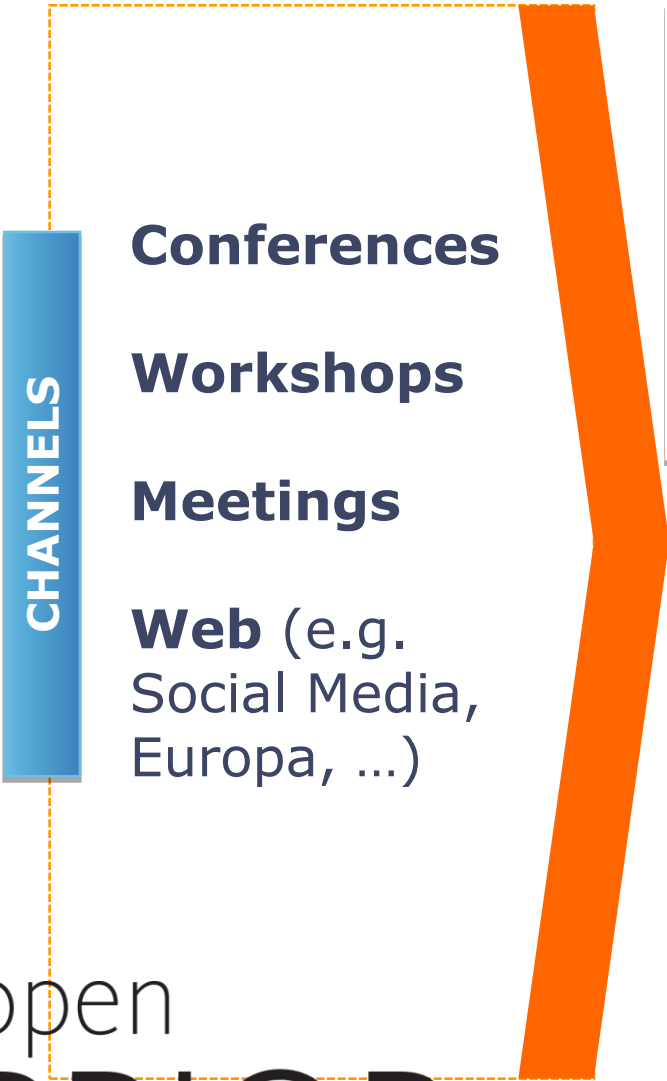 CHANNELS
Conferences
Workshops
Meetings
Web (e.g.
Social Media,
Europa, …)
open